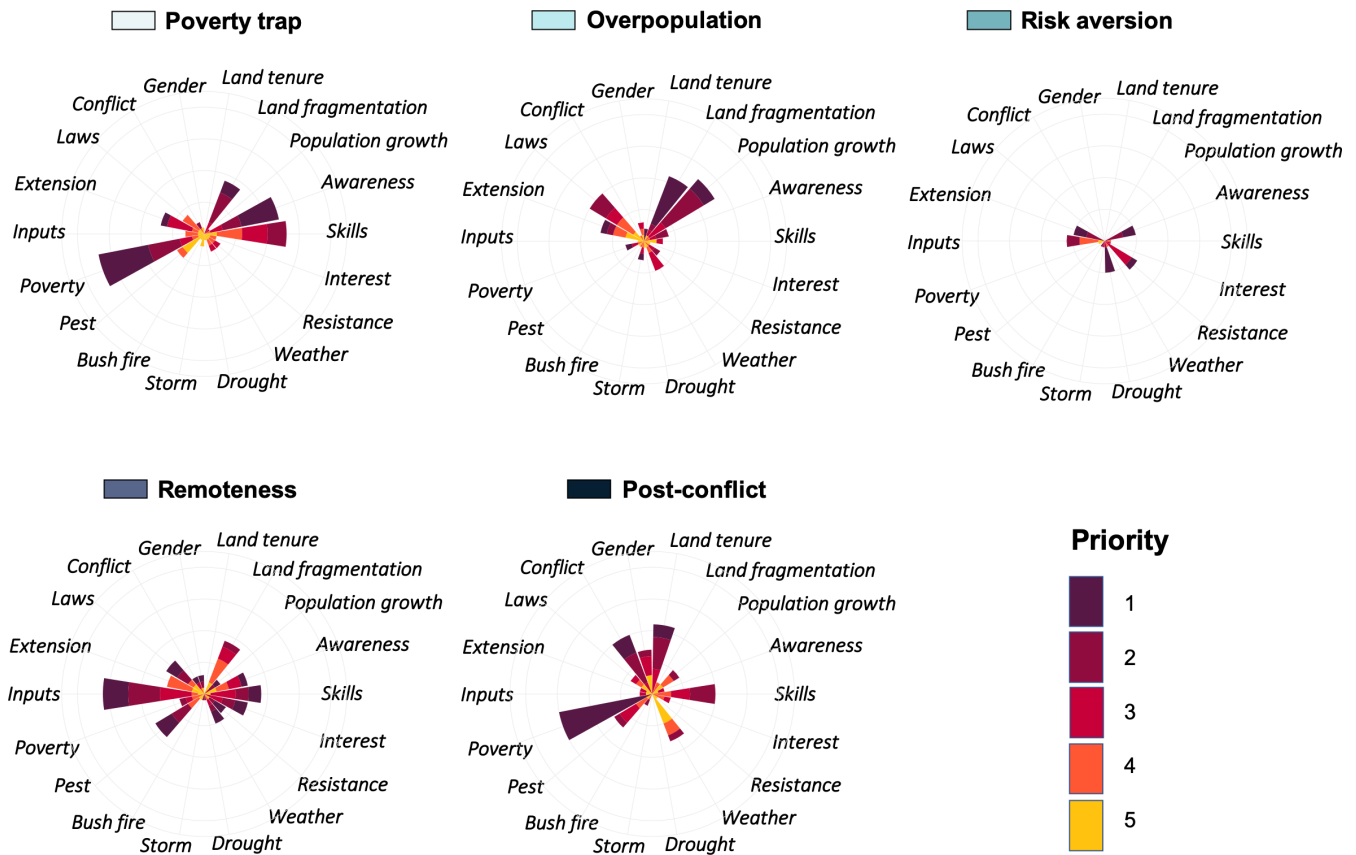 Poverty trap
Gender
Land tenure
Conflict
Land fragmentation
Laws
Population growth
Extension
Awareness
Inputs
Skills
Poverty
Interest
Pest
Resistance
Bush fire
Weather
Storm
Drought
Overpopulation
Gender
Land tenure
Conflict
Land fragmentation
Laws
Population growth
Extension
Awareness
Inputs
Skills
Poverty
Interest
Pest
Resistance
Bush fire
Weather
Storm
Drought
Risk aversion
Gender
Land tenure
Conflict
Land fragmentation
Laws
Population growth
Extension
Awareness
Inputs
Skills
Poverty
Interest
Pest
Resistance
Bush fire
Weather
Storm
Drought
Remoteness
Gender
Land tenure
Conflict
Land fragmentation
Laws
Population growth
Extension
Awareness
Inputs
Skills
Poverty
Interest
Pest
Resistance
Bush fire
Weather
Storm
Drought
Post-conflict
Gender
Land tenure
Conflict
Land fragmentation
Laws
Population growth
Extension
Awareness
Inputs
Skills
Poverty
Interest
Pest
Resistance
Bush fire
Weather
Storm
Drought
Priority
1
2
3
4
5